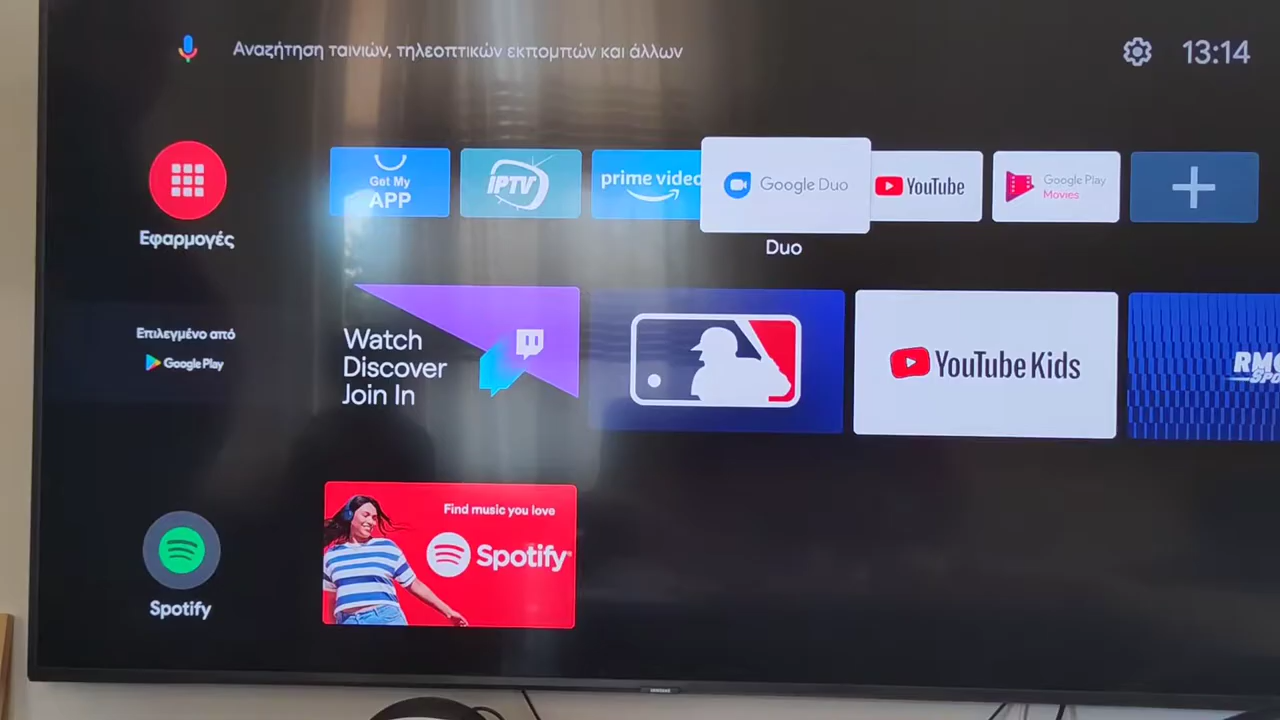 Αναζήτηση ταινιών, τηλεοπτικών εκπομπών και άλλων
13:14
Εφαρμογές
Get My
APP
IPTV
prime video
Google Duo
YouTube
Google Play
Movies
Duo
Επιλεγμένο από
Google Play
Watch
Discover
Join In
YouTube Kids
RMC
Find music you love
Spotify
Spotify
SAMSUNG